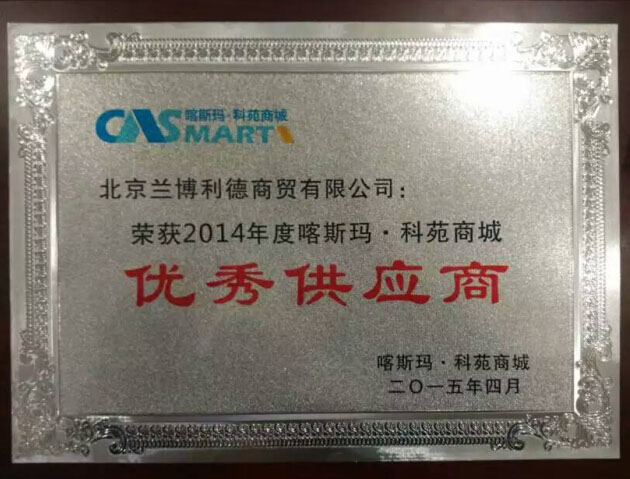 喀斯玛·科苑商城
CASMART
北京兰博利德商贸有限公司：
荣获2014年度喀斯玛·科苑商城
优秀供应商
喀斯玛·科苑商城
二〇一五年四月